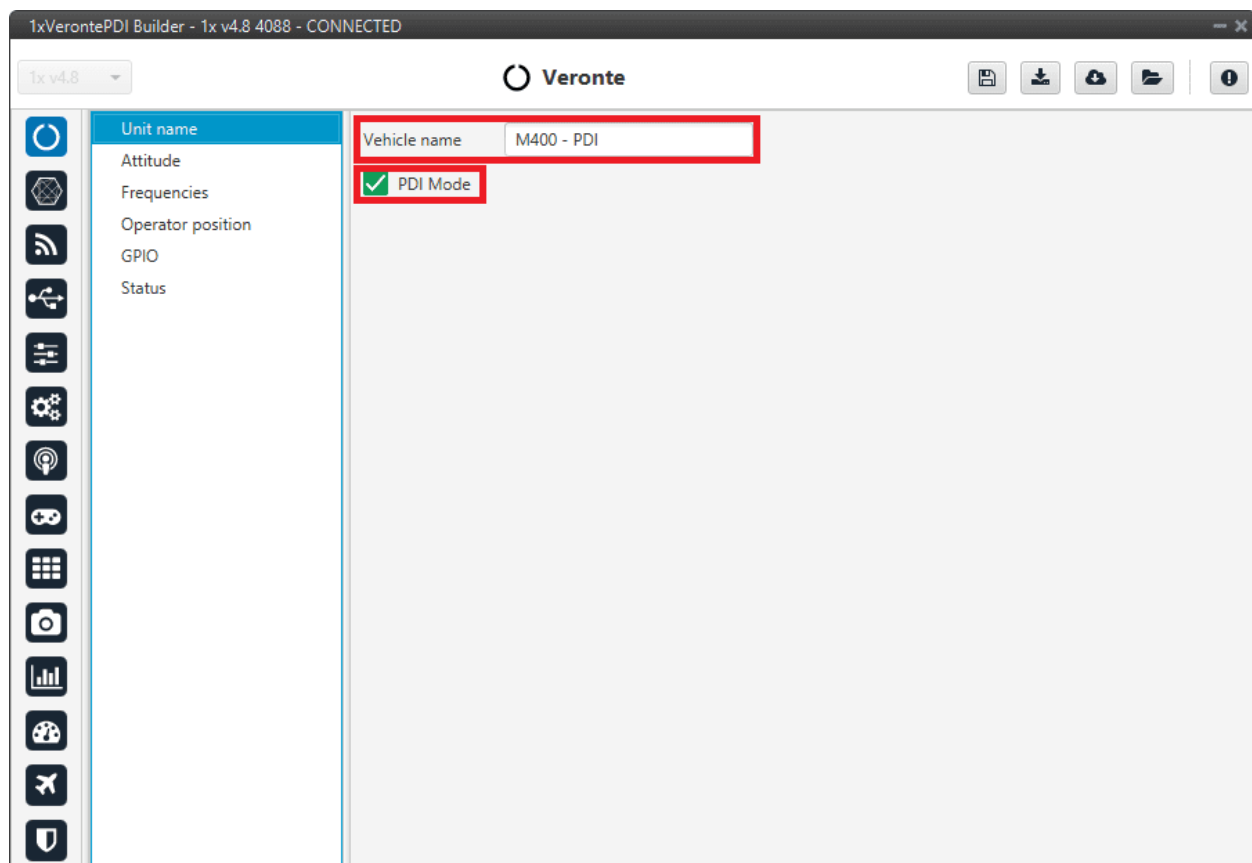 1xVerontePDI Builder - 1x v4.8 4088 - CONNECTED
1x v4.8
Veronte
Unit name
Attitude
Frequencies
Operator position
GPIO
Status
Vehicle name
M400 - PDI
PDI Mode